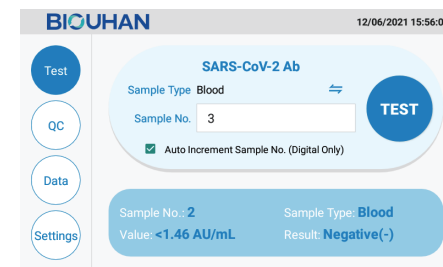 BIOUHAN 12/06/2021 15:56:0
Test
QC
Data
Settings
SARS-CoV-2 Ab
Sample Type Blood
Sample No. 3
Auto Increment Sample No. (Digital Only)
TEST
Sample No.: 2 Sample Type: Blood
Value: <1.46 AU/mL Result: Negative(-)